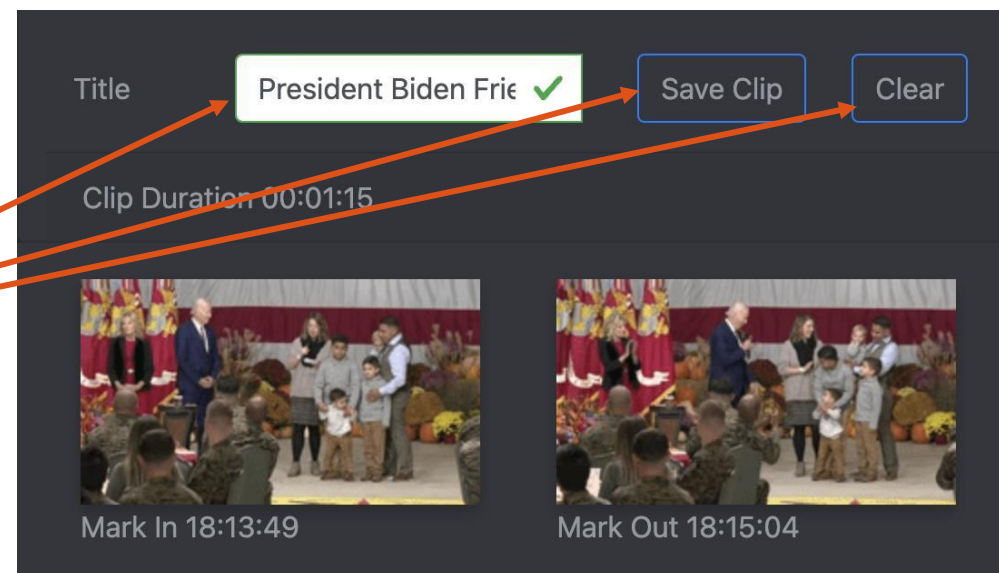 Title
President Biden Frie
Save Clip
Clear
Clip Duration 00:01:15
Mark In 18:13:49
Mark Out 18:15:04